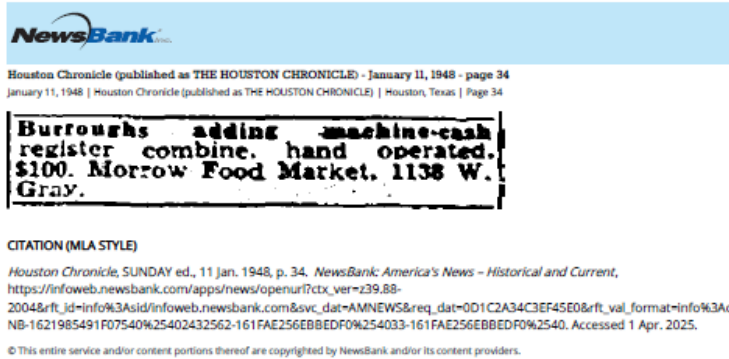 NewsBank inc.
Houston Chronicle (published as THE HOUSTON CHRONICLE) - January 11, 1948 - page 34
January 11, 1948 | Houston Chronicle (published as THE HOUSTON CHRONICLE) | Houston, Texas | Page 34
Burroughs adding machine-cash
register combine, hand operated.
$100. Morrow Food Market, 1138 W.
Gray.
CITATION (MLA STYLE)
Houston Chronicle, SUNDAY ed., 11 Jan. 1948, p. 34. NewsBank: America's News – Historical and Current,
https://infoweb.newsbank.com/apps/news/openurl?ctx_ver=z39.88-
2004&rft_id=info%3Asid/infoweb.newsbank.com&svc_dat=AMNEWS&req_dat=0D1C2A34C3EF45E0&rft_val_format=info%3A
NB-1621985491F07540%25402432562-161FAE256EBBEDF0%254033-161FAE256EBBEDF0%2540. Accessed 1 Apr. 2025.
© This entire service and/or content portions thereof are copyrighted by NewsBank and/or its content providers.